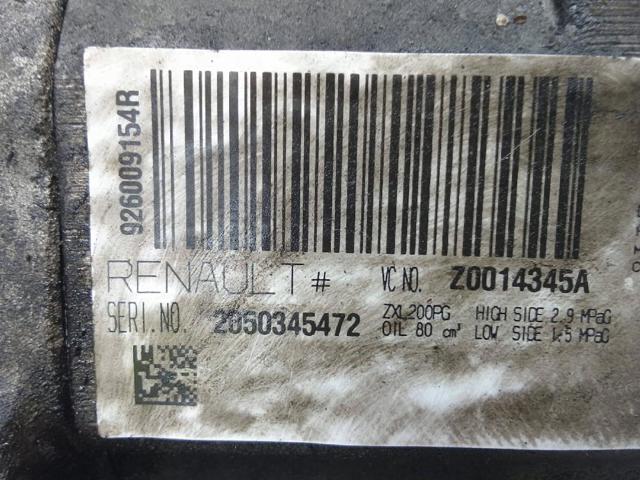 926009154R
RENAULT # VC NO. Z0014345A
SERI.NO. 2050345472
ZXL200PG HIGH SIDE 2.9 MPaG
OIL 80 cm³ LOW SIDE 1.5 MPaG